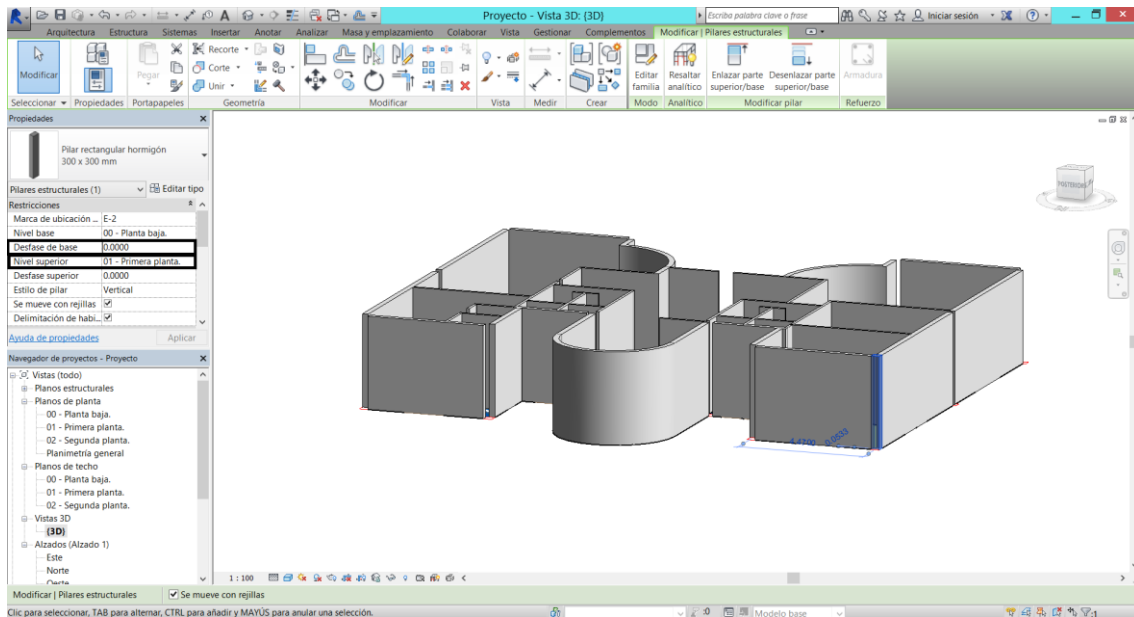 Proyecto - Vista 3D: {3D}
Escriba palabra clave o frase
Iniciar sesión
Arquitectura Estructura Sistemas Insertar Anotar Analizar Masa y emplazamiento Colaborar Vista Gestionar Complementos Modificar | Pilares estructurales
Modificar
Pegar
Recorte
Corte
Unir
Editar familia
Resaltar analítico
Enlazar parte superior/base
Desenlazar parte superior/base
Armadura
Seleccionar Propiedades Portapapeles Geometría Modificar Vista Medir Crear Modo Analítico Modificar pilar Refuerzo
Propiedades
Pilar rectangular hormigón
300 x 300 mm
Pilares estructurales (1) Editar tipo
Restricciones
Marca de ubicación ... E-2
Nivel base 00 - Planta baja.
Desfase de base 0.0000
Nivel superior 01 - Primera planta.
Desfase superior 0.0000
Estilo de pilar Vertical
Se mueve con rejillas
Delimitación de habi...
Ayuda de propiedades Aplicar
Navegador de proyectos - Proyecto
Vistas (todo)
Planos estructurales
Planos de planta
00 - Planta baja.
01 - Primera planta.
02 - Segunda planta.
Planimetría general
Planos de techo
00 - Planta baja.
01 - Primera planta.
02 - Segunda planta.
Vistas 3D
{3D}
Alzados (Alzado 1)
Este
Norte
Oeste
POSTERIOR
4.4200 0.0633
1 : 100
Modificar | Pilares estructurales Se mueve con rejillas
Clic para seleccionar, TAB para alternar, CTRL para añadir y MAYÚS para anular una selección.
:0
Modelo base
:1